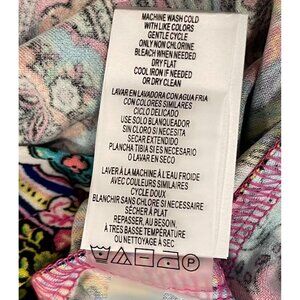 MACHINE WASH COLD
WITH LIKE COLORS
GENTLE CYCLE
ONLY NON CHLORINE
BLEACH WHEN NEEDED
DRY FLAT
COOL IRON IF NEEDED
OR DRY CLEAN
LAVAR EN LAVADORA CON AGUA FRIA
CON COLORES SIMILARES
CICLO DELICADO
USE SOLO BLANQUEADOR
SIN CLORO SI NECESITA
SECAR EXTENDIDO
PLANCHA TIBIA SI ES NECESARIO
O LAVAR EN SECO
LAVER À LA MACHINE À L'EAU FROIDE
AVEC COULEURS SIMILAIRES
CYCLE DOUX
BLANCHIR SANS CHLORE SI NÉCESSAIRE
SÉCHER À PLAT
REPASSER, AU BESOIN,
À TRES BASSE TEMPÉRATURE
OU NETTOYAGE À SEC